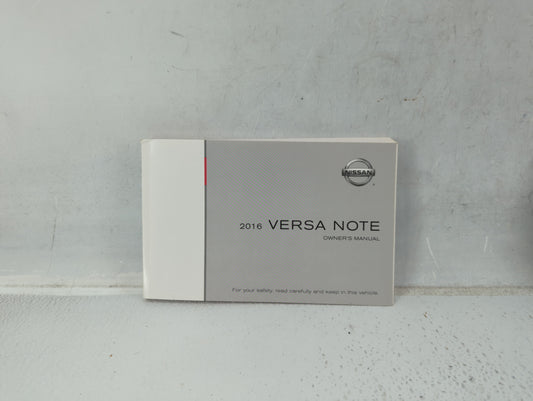 NISSAN
2016 VERSA NOTE
OWNER'S MANUAL
For your safety, read carefully and keep in this vehicle.